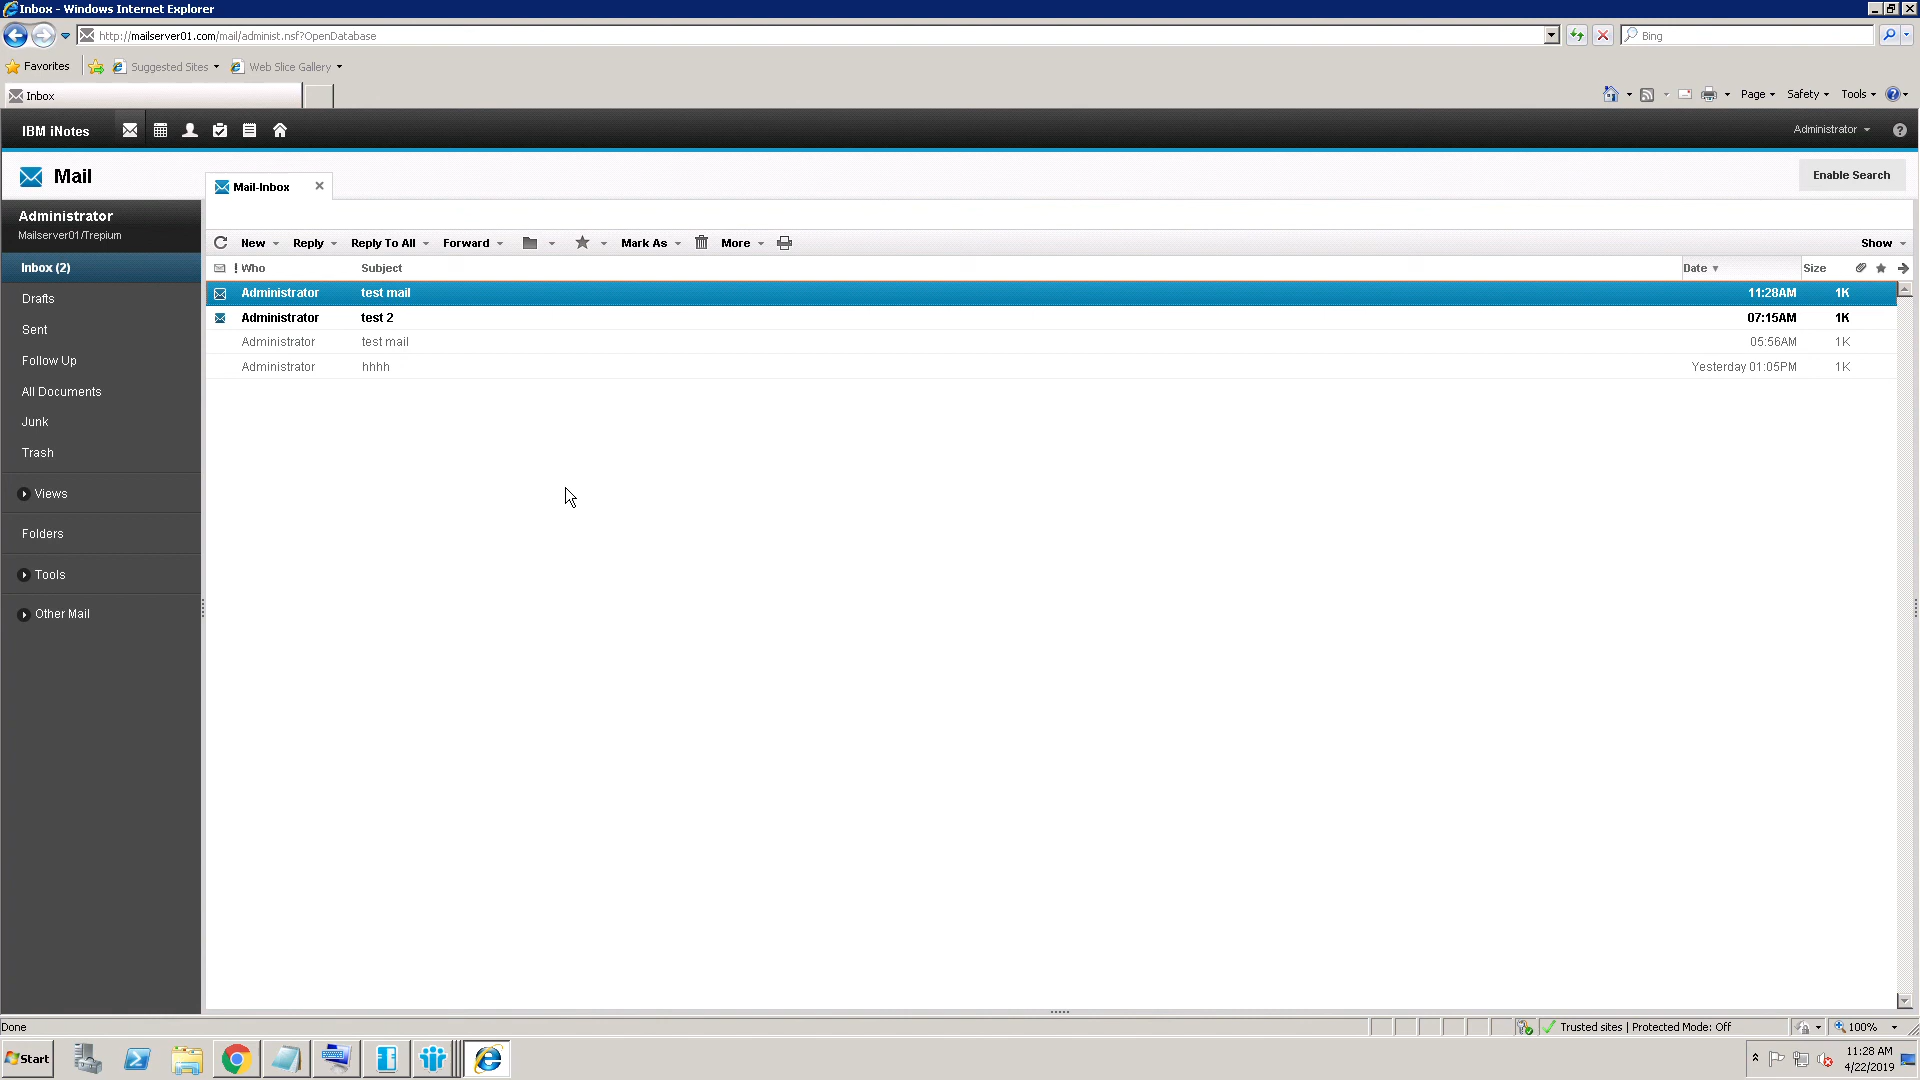 Inbox - Windows Internet Explorer
http://mailserver01.com/mail/administ.nsf?OpenDatabase
Bing
Favorites
Suggested Sites
Web Slice Gallery
Inbox
Page
Safety
Tools
IBM iNotes
Administrator
Mail
Mail-Inbox
Enable Search
Administrator
Mailserver01/Trepium
New
Reply
Reply To All
Forward
Mark As
More
Show
Inbox (2)
! Who
Subject
Date
Size
Administrator test mail 11:28AM 1K
Administrator test 2 07:15AM 1K
Administrator test mail 05:56AM 1K
Administrator hhhh Yesterday 01:05PM 1K
Drafts
Sent
Follow Up
All Documents
Junk
Trash
Views
Folders
Tools
Other Mail
Done
Trusted sites | Protected Mode: Off
100%
Start
11:28 AM
4/22/2019